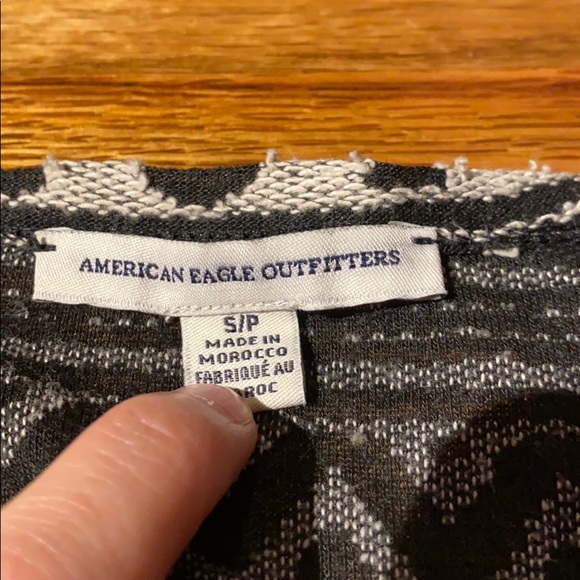 AMERICAN EAGLE OUTFITTERS
S/P
MADE IN
MOROCCO
FABRIQUÉ AU